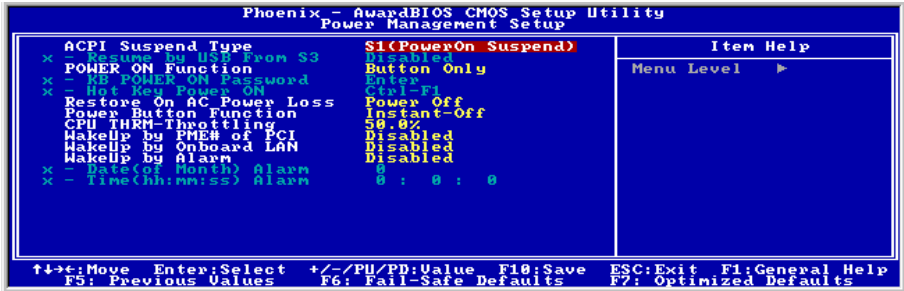 Phoenix - AwardBIOS CMOS Setup Utility
Power Management Setup
ACPI Suspend Type S1(PowerOn Suspend) Item Help
x - Resume by USB From S3 Disabled
POWER ON Function Button Only Menu Level ▶
x - KB POWER ON Password Enter
x - Hot Key Power ON Ctrl-F1
Restore On AC Power Loss Power Off
Power Button Function Instant-Off
CPU THRM-Throttling 50.0%
WakeUp by PME# of PCI Disabled
WakeUp by Onboard LAN Disabled
WakeUp by Alarm Disabled
x - Date(of Month) Alarm 0
x - Time(hh:mm:ss) Alarm 0 : 0 : 0
↑↓→←:Move Enter:Select +/-/PU/PD:Value F10:Save ESC:Exit F1:General Help
F5: Previous Values F6: Fail-Safe Defaults F7: Optimized Defaults